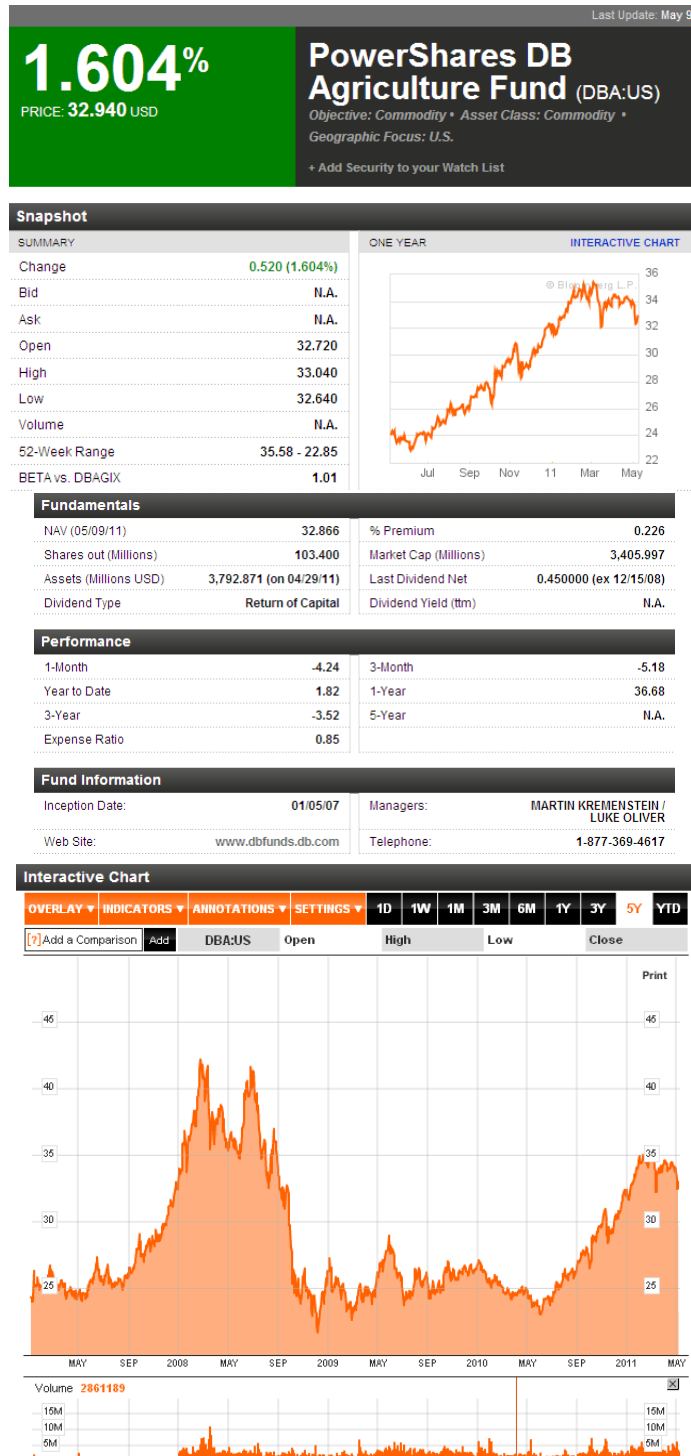 Last Update: May 9
1.604%
PRICE: 32.940 USD
PowerShares DB
Agriculture Fund (DBA:US)
Objective: Commodity • Asset Class: Commodity •
Geographic Focus: U.S.
+ Add Security to your Watch List
Snapshot
SUMMARY
Change 0.520 (1.604%)
Bid N.A.
Ask N.A.
Open 32.720
High 33.040
Low 32.640
Volume N.A.
52-Week Range 35.58 - 22.85
BETA vs. DBAGIX 1.01
ONE YEAR INTERACTIVE CHART
© Bloomberg L.P.
36
34
32
30
28
26
24
22
Jul Sep Nov 11 Mar May
Fundamentals
NAV (05/09/11) 32.866 % Premium 0.226
Shares out (Millions) 103.400 Market Cap (Millions) 3,405.997
Assets (Millions USD) 3,792.871 (on 04/29/11) Last Dividend Net 0.450000 (ex 12/15/08)
Dividend Type Return of Capital Dividend Yield (ttm) N.A.
Performance
1-Month -4.24 3-Month -5.18
Year to Date 1.82 1-Year 36.68
3-Year -3.52 5-Year N.A.
Expense Ratio 0.85
Fund Information
Inception Date: 01/05/07 Managers: MARTIN KREMENSTEIN /
LUKE OLIVER
Web Site: www.dbfunds.db.com Telephone: 1-877-369-4617
Interactive Chart
OVERLAY ▼ INDICATORS ▼ ANNOTATIONS ▼ SETTINGS ▼ 1D 1W 1M 3M 6M 1Y 3Y 5Y YTD
[?] Add a Comparison Add DBA:US Open High Low Close
Print
45 45
40 40
35 35
30 30
25 25
MAY SEP 2008 MAY SEP 2009 MAY SEP 2010 MAY SEP 2011 MAY
Volume 2861189
15M 15M
10M 10M
5M 5M